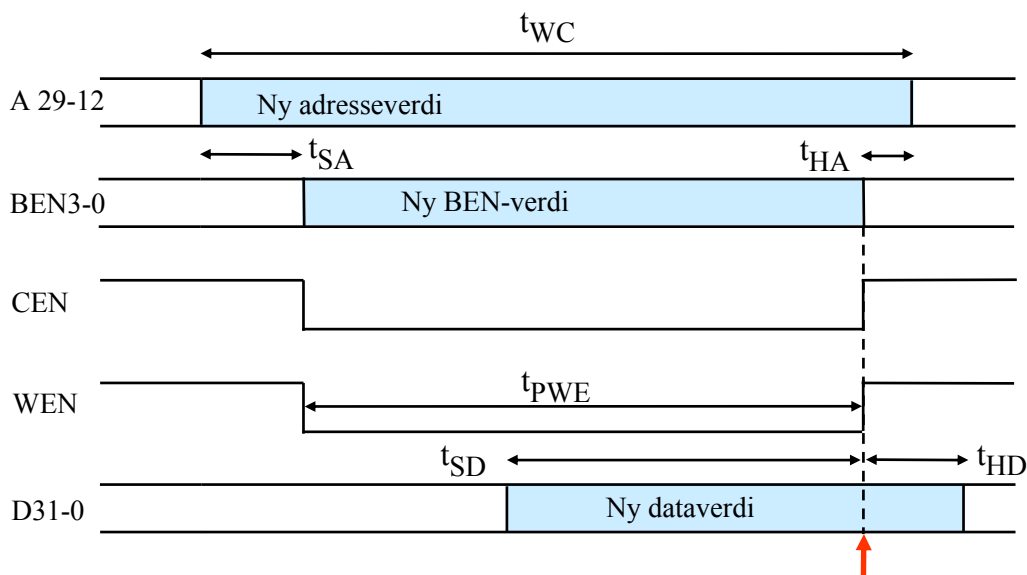 tWC
A 29-12
Ny adresseverdi
tSA
tHA
BEN3-0
Ny BEN-verdi
CEN
WEN
tPWE
tSD
tHD
D31-0
Ny dataverdi